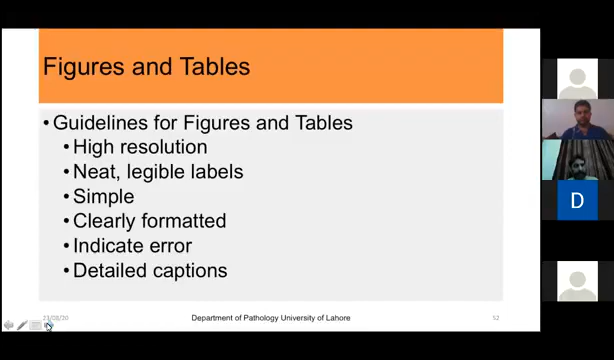 Figures and Tables
• Guidelines for Figures and Tables
• High resolution
• Neat, legible labels
• Simple
• Clearly formatted
• Indicate error
• Detailed captions
Department of Pathology University of Lahore
52
D